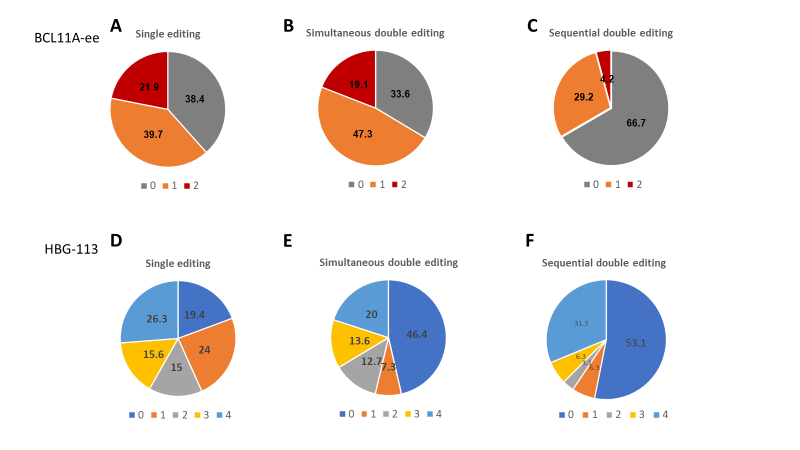 A B C
BCL11A-ee
Single editing Simultaneous double editing Sequential double editing
21.9 38.4 39.7
19.1 33.6 47.3
4.2 29.2 66.7
0 1 2
0 1 2
0 1 2
D E F
HBG-113
Single editing Simultaneous double editing Sequential double editing
26.3 19.4 15.6 24 15
20 46.4 13.6 12.7 7.3
31.3 53.1 6.3 6.3
0 1 2 3 4
0 1 2 3 4
0 1 2 3 4